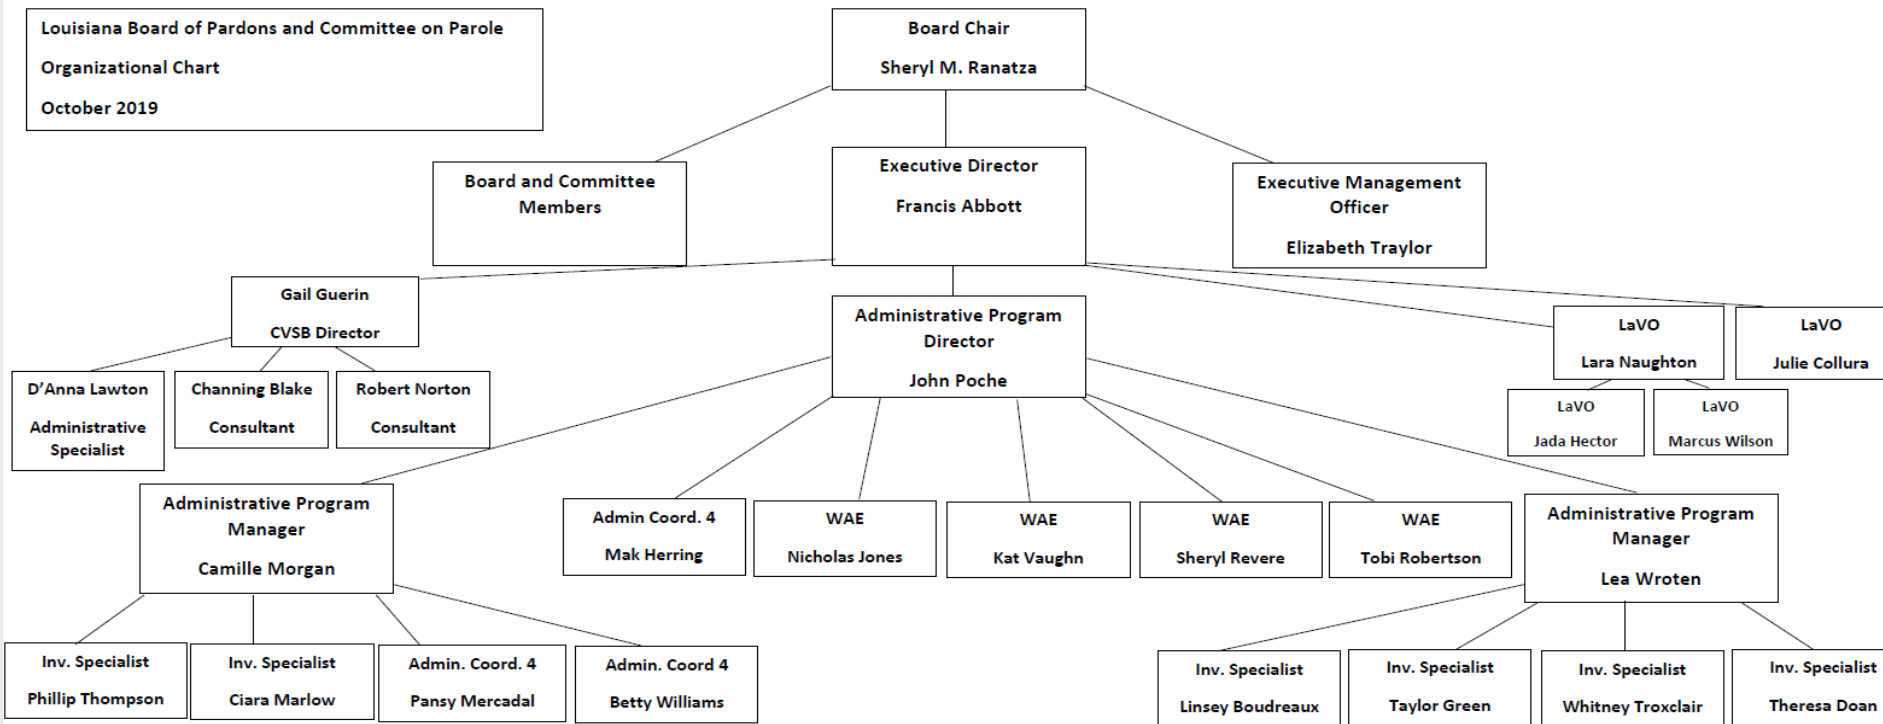 Louisiana Board of Pardons and Committee on Parole
Organizational Chart
October 2019
Board Chair
Sheryl M. Ranatza
Board and Committee
Members
Executive Director
Francis Abbott
Executive Management
Officer
Elizabeth Traylor
Gail Guerin
CVSB Director
Administrative Program
Director
John Poche
LaVO
Lara Naughton
LaVO
Julie Collura
D'Anna Lawton
Administrative
Specialist
Channing Blake
Consultant
Robert Norton
Consultant
LaVO
Jada Hector
LaVO
Marcus Wilson
Administrative Program
Manager
Camille Morgan
Admin Coord. 4
Mak Herring
WAE
Nicholas Jones
WAE
Kat Vaughn
WAE
Sheryl Revere
WAE
Tobi Robertson
Administrative Program
Manager
Lea Wroten
Inv. Specialist
Phillip Thompson
Inv. Specialist
Ciara Marlow
Admin. Coord. 4
Pansy Mercadal
Admin. Coord 4
Betty Williams
Inv. Specialist
Linsey Boudreaux
Inv. Specialist
Taylor Green
Inv. Specialist
Whitney Troxclair
Inv. Specialist
Theresa Doan